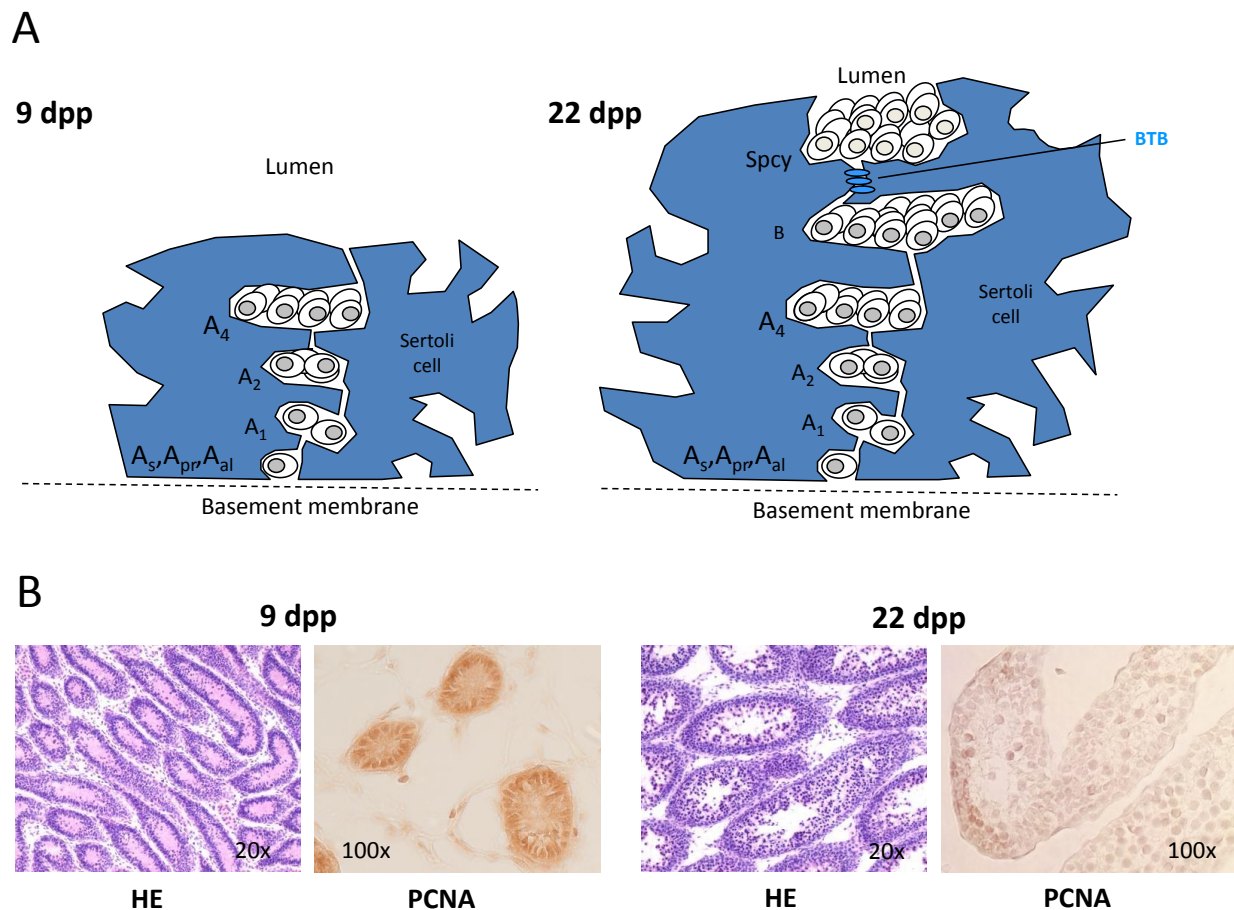 A
9 dpp
Lumen
A4
Sertoli
cell
A2
A1
As,Apr,Aal
Basement membrane
22 dpp
Lumen
BTB
Spcy
B
Sertoli
cell
A4
A2
A1
As,Apr,Aal
Basement membrane
B
9 dpp
22 dpp
20x
100x
20x
100x
HE
PCNA
HE
PCNA